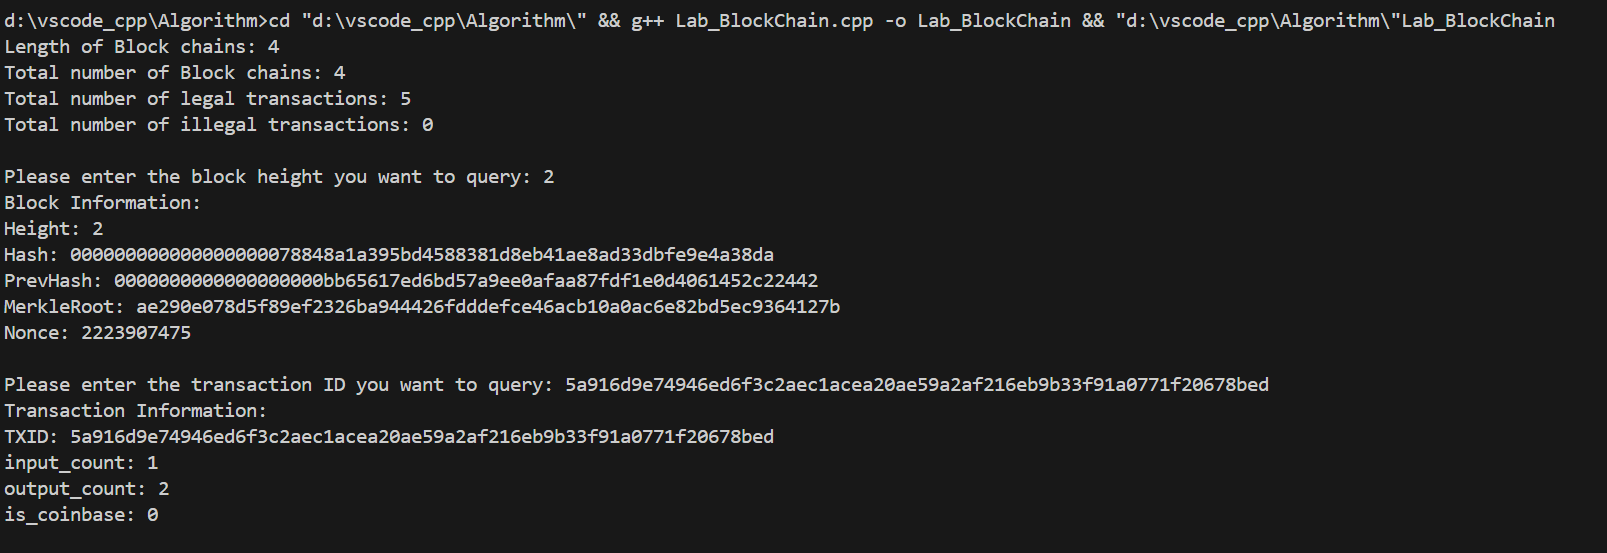 d:\vscode_cpp\Algorithm>cd "d:\vscode_cpp\Algorithm\" && g++ Lab_BlockChain.cpp -o Lab_BlockChain && "d:\vscode_cpp\Algorithm\"Lab_BlockChain
Length of Block chains: 4
Total number of Block chains: 4
Total number of legal transactions: 5
Total number of illegal transactions: 0
Please enter the block height you want to query: 2
Block Information:
Height: 2
Hash: 000000000000000000078848a1a395bd4588381d8eb41ae8ad33dbfe9e4a38da
PrevHash: 0000000000000000000bb65617ed6bd57a9ee0afaa87fdf1e0d4061452c22442
MerkleRoot: ae290e078d5f89ef2326ba944426fdddefce46acb10a0ac6e82bd5ec9364127b
Nonce: 2223907475
Please enter the transaction ID you want to query: 5a916d9e74946ed6f3c2aec1acea20ae59a2af216eb9b33f91a0771f20678bed
Transaction Information:
TXID: 5a916d9e74946ed6f3c2aec1acea20ae59a2af216eb9b33f91a0771f20678bed
input_count: 1
output_count: 2
is_coinbase: 0